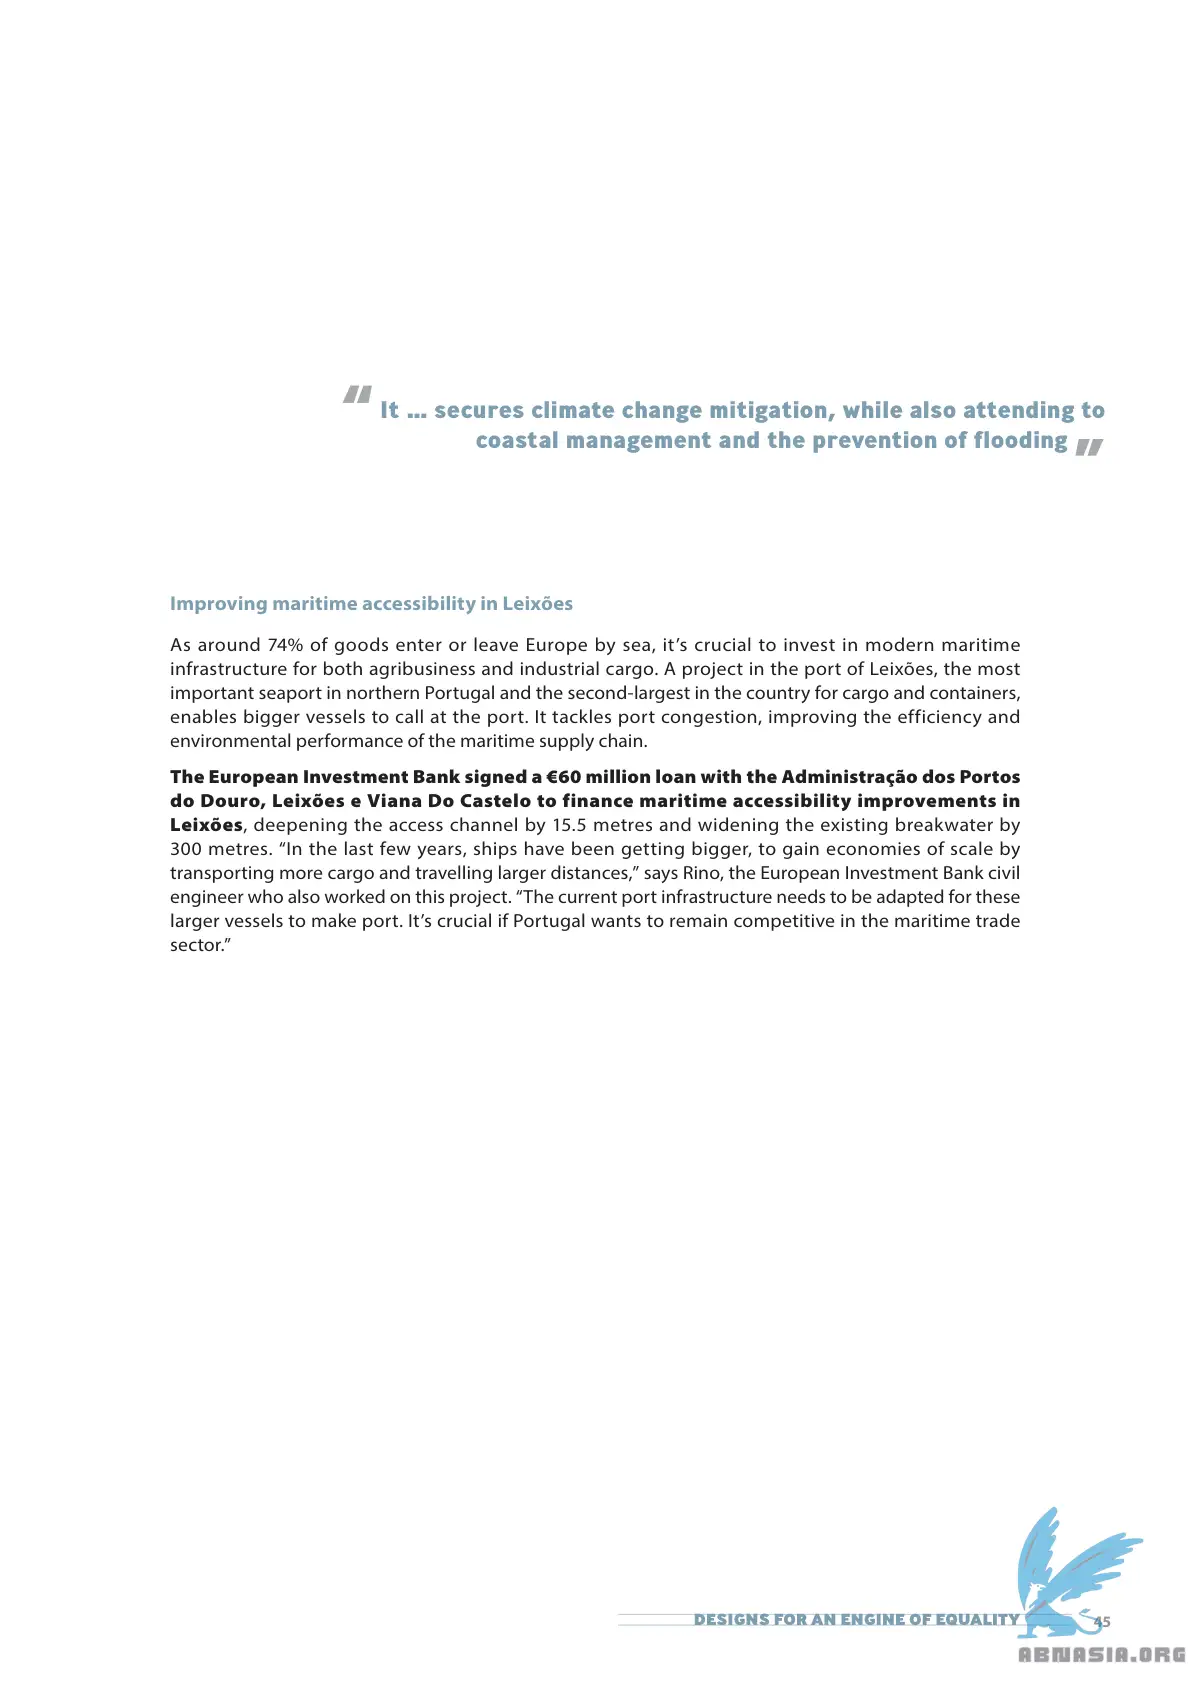 “ It ... secures climate change mitigation, while also attending to
coastal management and the prevention of flooding ”
Improving maritime accessibility in Leixões
As around 74% of goods enter or leave Europe by sea, it’s crucial to invest in modern maritime
infrastructure for both agribusiness and industrial cargo. A project in the port of Leixões, the most
important seaport in northern Portugal and the second-largest in the country for cargo and containers,
enables bigger vessels to call at the port. It tackles port congestion, improving the efficiency and
environmental performance of the maritime supply chain.
The European Investment Bank signed a €60 million loan with the Administração dos Portos
do Douro, Leixões e Viana Do Castelo to finance maritime accessibility improvements in
Leixões, deepening the access channel by 15.5 metres and widening the existing breakwater by
300 metres. “In the last few years, ships have been getting bigger, to gain economies of scale by
transporting more cargo and travelling larger distances,” says Rino, the European Investment Bank civil
engineer who also worked on this project. “The current port infrastructure needs to be adapted for these
larger vessels to make port. It’s crucial if Portugal wants to remain competitive in the maritime trade
sector.”
DESIGNS FOR AN ENGINE OF EQUALITY 45
ABNASIA.ORG